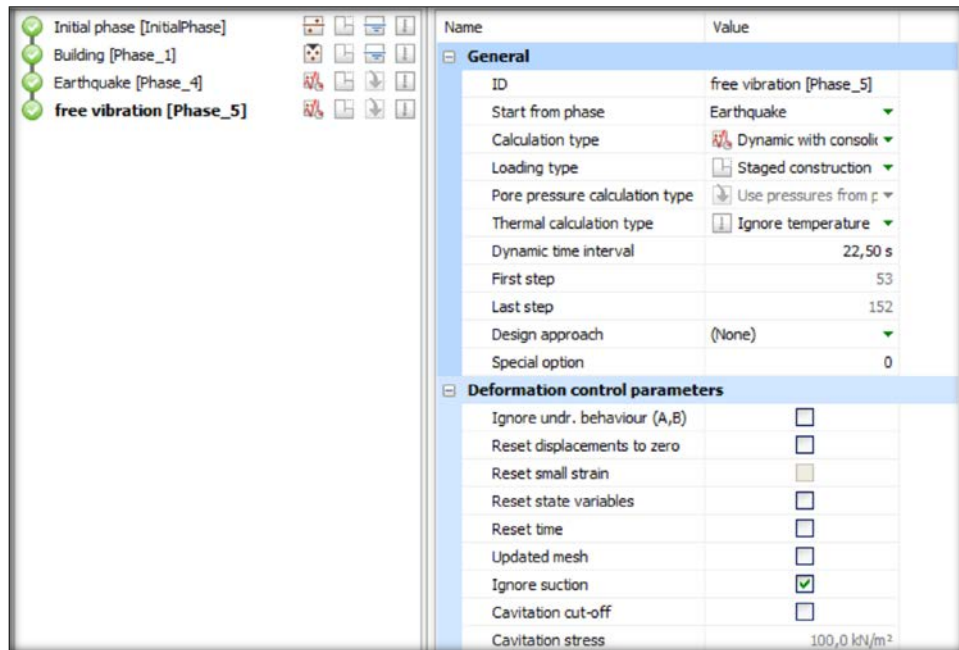 Initial phase [InitialPhase]
Building [Phase_1]
Earthquake [Phase_4]
free vibration [Phase_5]
Name Value
General
ID free vibration [Phase_5]
Start from phase Earthquake
Calculation type Dynamic with consolid
Loading type Staged construction
Pore pressure calculation type Use pressures from p
Thermal calculation type Ignore temperature
Dynamic time interval 22,50 s
First step 53
Last step 152
Design approach (None)
Special option 0
Deformation control parameters
Ignore undr. behaviour (A,B)
Reset displacements to zero
Reset small strain
Reset state variables
Reset time
Updated mesh
Ignore suction
Cavitation cut-off
Cavitation stress 100,0 kN/m²